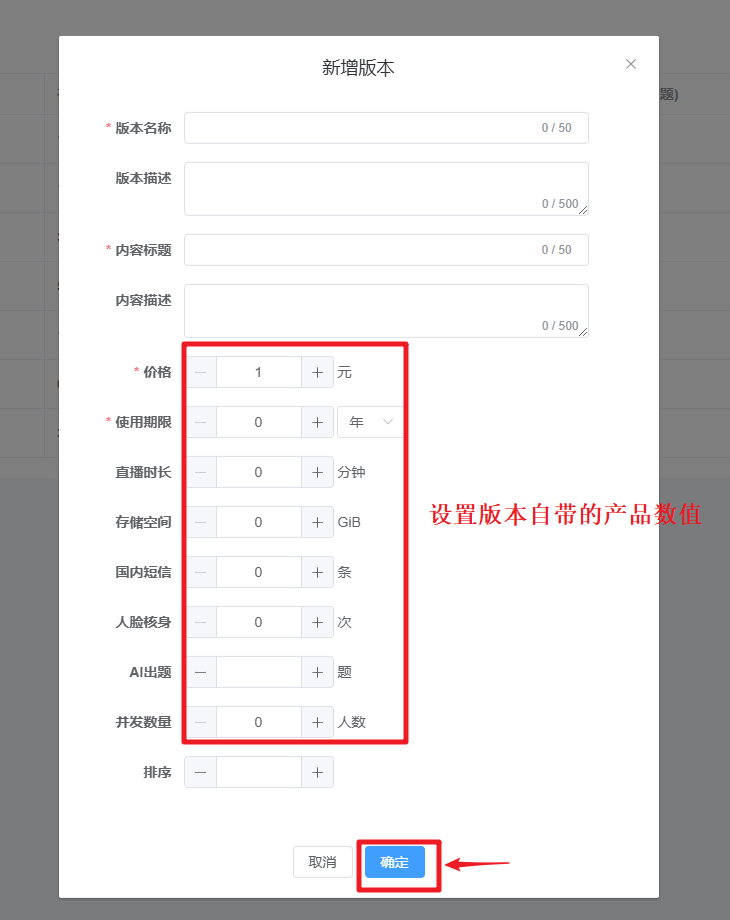 新增版本
题)
* 版本名称 0 / 50
版本描述 0 / 500
* 内容标题 0 / 50
内容描述 0 / 500
* 价格 1 元
* 使用期限 0 年
直播时长 0 分钟
存储空间 0 GiB
设置版本自带的产品数值
国内短信 0 条
人脸核身 0 次
AI出题 题
并发数量 0 人数
排序
取消 确定